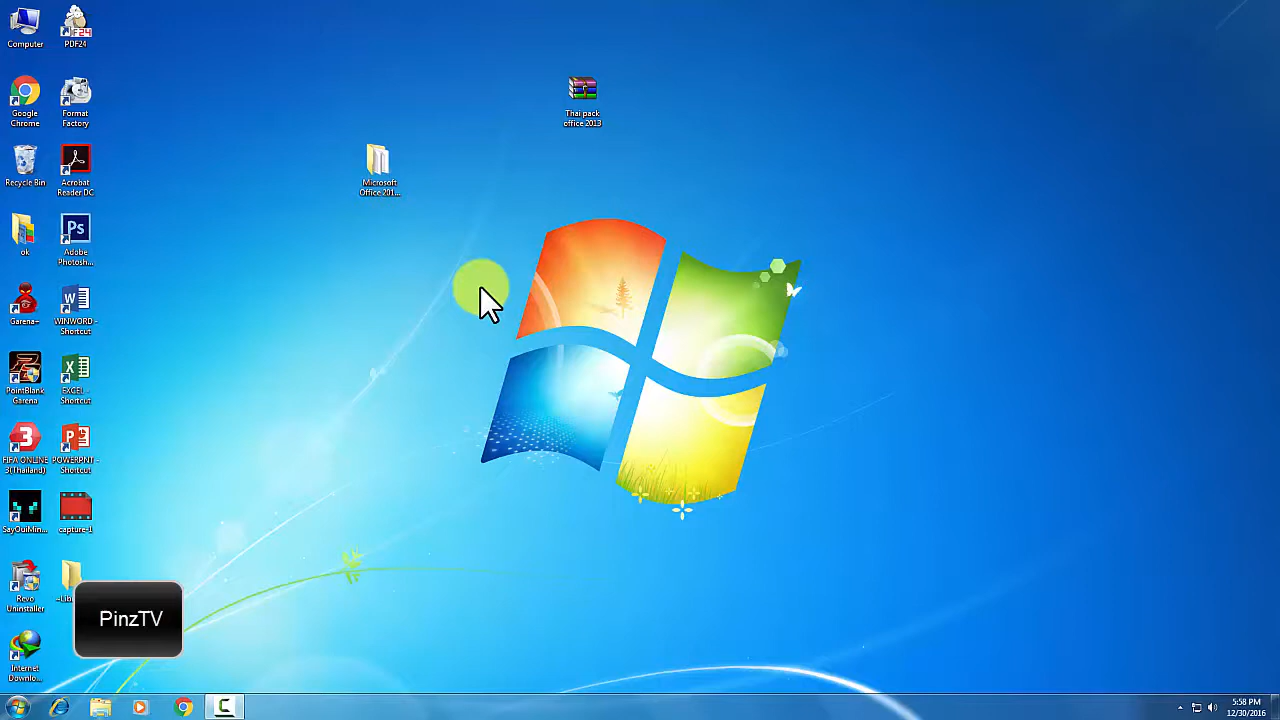 Computer
PDF24
Google
Chrome
Format
Factory
Recycle Bin
Acrobat
Reader DC
ok
Adobe
Photosh...
Garena~
WINWORD -
Shortcut
PointBlank
Garena
EXCEL -
Shortcut
FIFA ONLINE
3(Thailand)
POWERPNT -
Shortcut
SayOuiMin...
capture-1
Revo
Uninstaller
Internet
Downlo...
Thai pack
office 2013
Microsoft
Office 201...
PinzTV
5:58 PM
12/30/2016